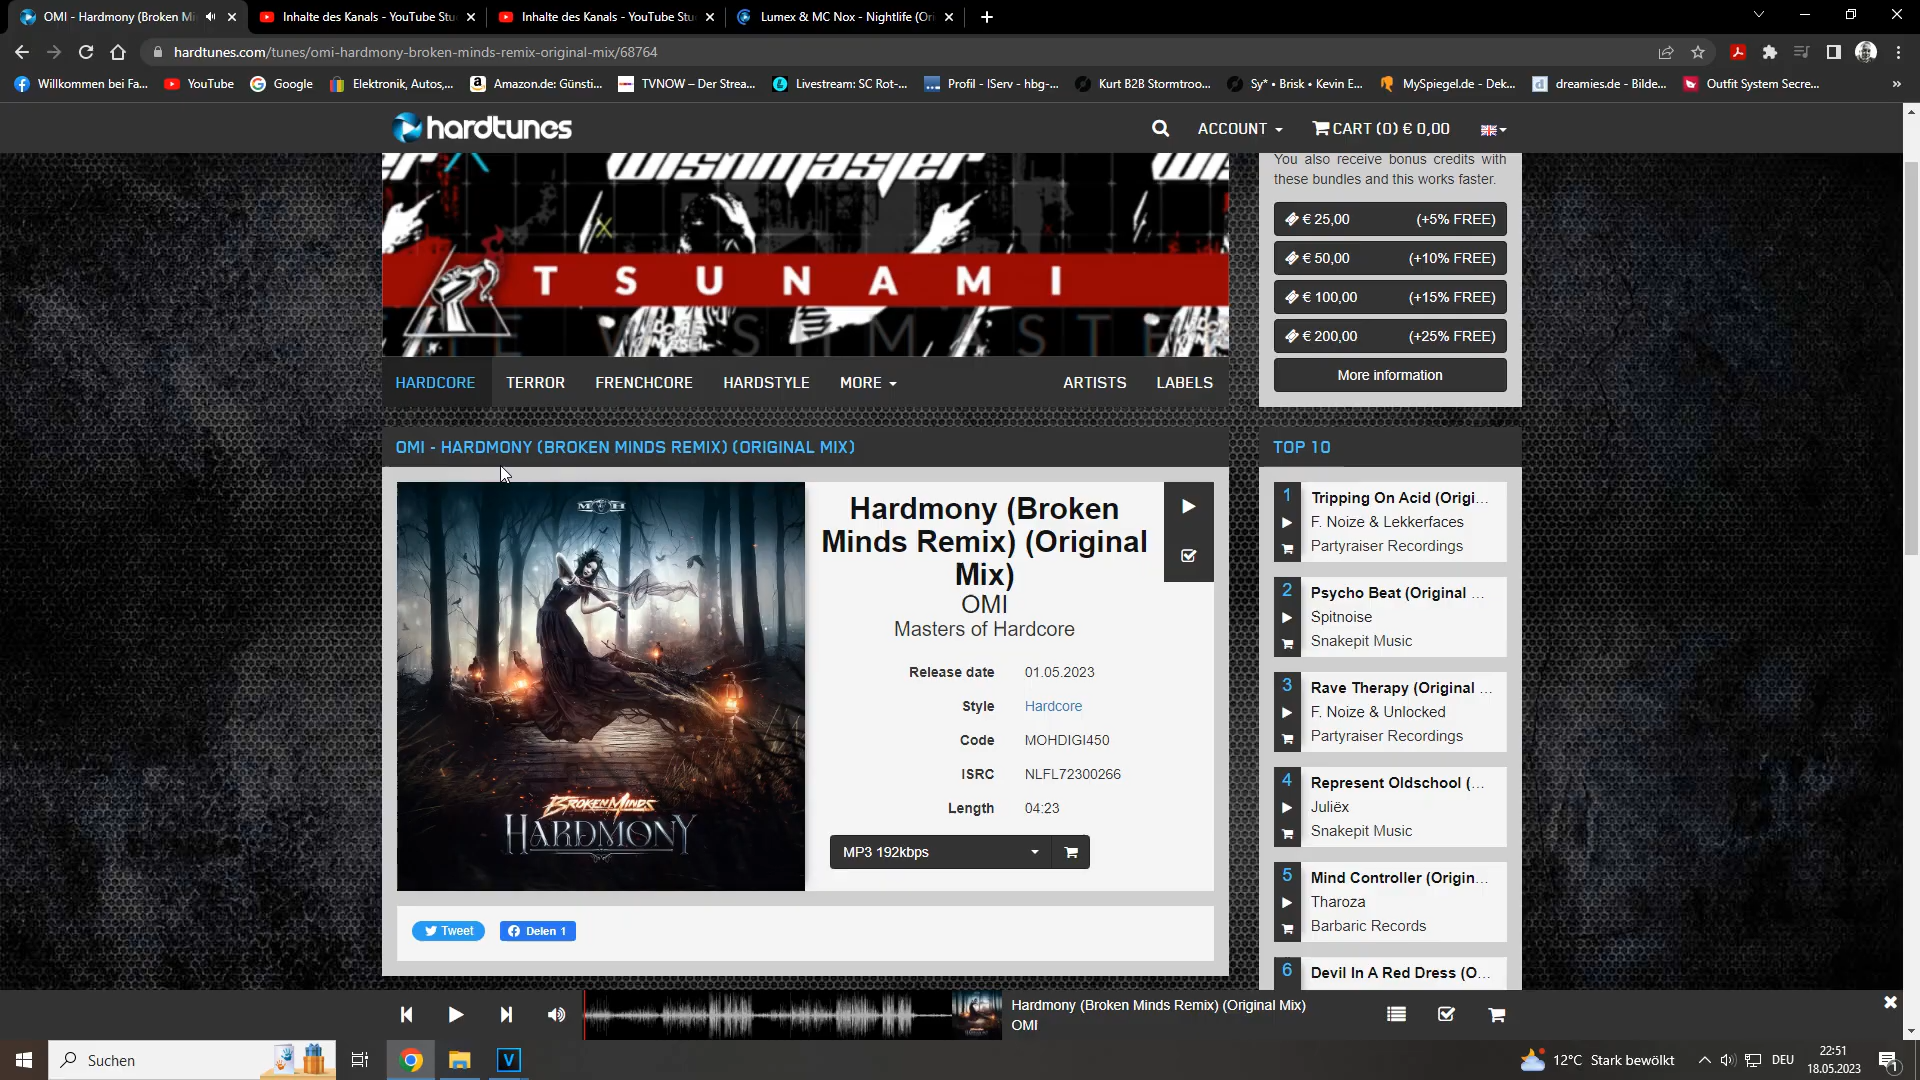 OMI - Hardmony (Broken Mi
Inhalte des Kanals - YouTube Stu
Inhalte des Kanals - YouTube Stu
Lumex & MC Nox - Nightlife (Ori
hardtunes.com/tunes/omi-hardmony-broken-minds-remix-original-mix/68764
Willkommen bei Fa...
YouTube
Google
Elektronik, Autos,...
Amazon.de: Günsti...
TVNOW – Der Strea...
Livestream: SC Rot-...
Profil - IServ - hbg-...
Kurt B2B Stormtroo...
Sy* • Brisk • Kevin E...
MySpiegel.de - Dek...
dreamies.de - Bilde...
Outfit System Secre...
hardtunes
ACCOUNT
CART (0) € 0,00
wishmaster
TSUNAMI
You also receive bonus credits with
these bundles and this works faster.
€ 25,00 (+5% FREE)
€ 50,00 (+10% FREE)
€ 100,00 (+15% FREE)
€ 200,00 (+25% FREE)
More information
HARDCORE
TERROR
FRENCHCORE
HARDSTYLE
MORE
ARTISTS
LABELS
OMI - HARDMONY (BROKEN MINDS REMIX) (ORIGINAL MIX)
BROKEN MINDS
HARDMONY
Hardmony (Broken
Minds Remix) (Original
Mix)
OMI
Masters of Hardcore
Release date 01.05.2023
Style Hardcore
Code MOHDIGI450
ISRC NLFL72300266
Length 04:23
MP3 192kbps
Tweet
Delen 1
TOP 10
1 Tripping On Acid (Origi...
F. Noize & Lekkerfaces
Partyraiser Recordings
2 Psycho Beat (Original ...
Spitnoise
Snakepit Music
3 Rave Therapy (Original ...
F. Noize & Unlocked
Partyraiser Recordings
4 Represent Oldschool (...
Juliëx
Snakepit Music
5 Mind Controller (Origin...
Tharoza
Barbaric Records
6 Devil In A Red Dress (O...
Hardmony (Broken Minds Remix) (Original Mix)
OMI
Suchen
V
12°C Stark bewölkt
DEU
22:51
18.05.2023
1